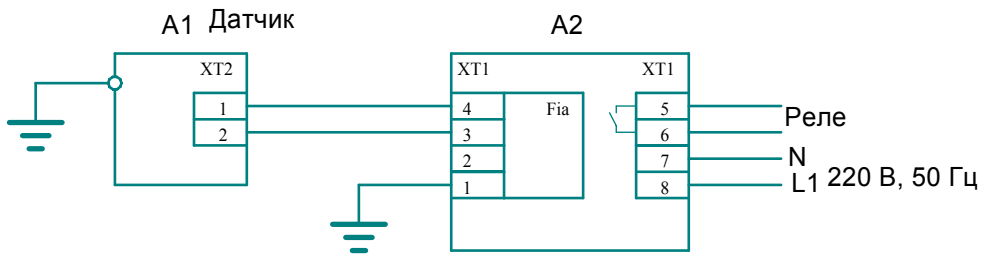 А1 Датчик
А2
XT2
1
2
XT1
4
3
2
1
Fia
XT1
5
6
7
8
Реле
N
L1 220 В, 50 Гц